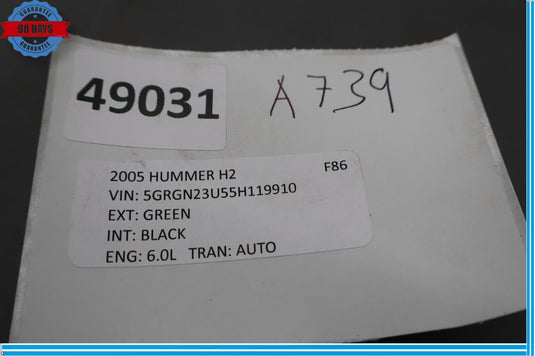 GUARANTEE
90 DAYS
GUARANTEE
49031
A739
2005 HUMMER H2 F86
VIN: 5GRGN23U55H119910
EXT: GREEN
INT: BLACK
ENG: 6.0L TRAN: AUTO